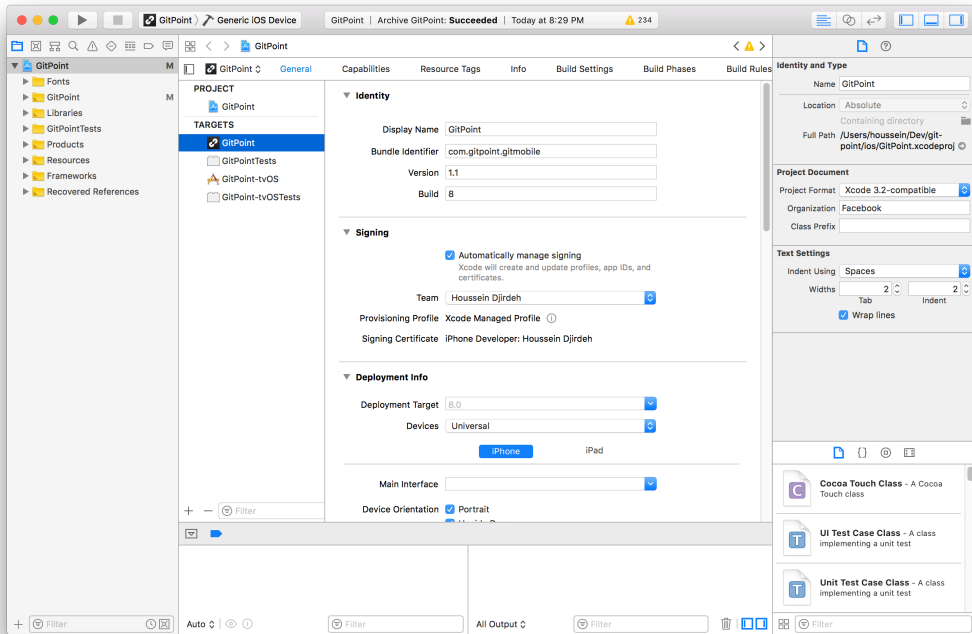 GitPoint
Generic iOS Device
GitPoint | Archive GitPoint: Succeeded | Today at 8:29 PM
234
GitPoint M
Fonts
GitPoint M
Libraries
GitPointTests
Products
Resources
Frameworks
Recovered References
Filter
GitPoint
GitPoint
General
Capabilities
Resource Tags
Info
Build Settings
Build Phases
Build Rules
PROJECT
GitPoint
TARGETS
GitPoint
GitPointTests
GitPoint-tvOS
GitPoint-tvOSTests
Filter
Identity
Display Name GitPoint
Bundle Identifier com.gitpoint.gitmobile
Version 1.1
Build 8
Signing
Automatically manage signing
Xcode will create and update profiles, app IDs, and
certificates.
Team Houssein Djirdeh
Provisioning Profile Xcode Managed Profile
Signing Certificate iPhone Developer: Houssein Djirdeh
Deployment Info
Deployment Target 8.0
Devices Universal
iPhone iPad
Main Interface
Device Orientation Portrait
Auto
Filter
All Output
Filter
Identity and Type
Name GitPoint
Location Absolute
Containing directory
Full Path /Users/houssein/Dev/git-
point/ios/GitPoint.xcodeproj
Project Document
Project Format Xcode 3.2-compatible
Organization Facebook
Class Prefix
Text Settings
Indent Using Spaces
Widths 2 2
Tab Indent
Wrap lines
C
Cocoa Touch Class - A Cocoa
Touch class
T
UI Test Case Class - A class
implementing a unit test
T
Unit Test Case Class - A class
implementing a unit test
Filter